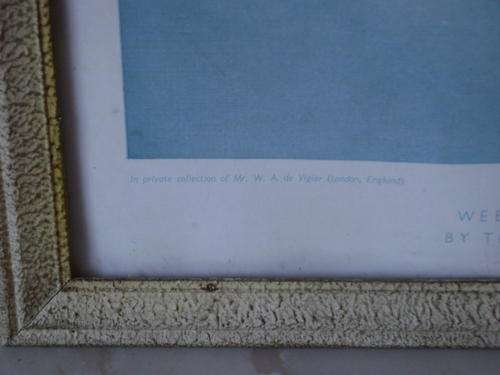 In private collection of Mr. W. A. de Vigier (London, England)
WEE
BY T